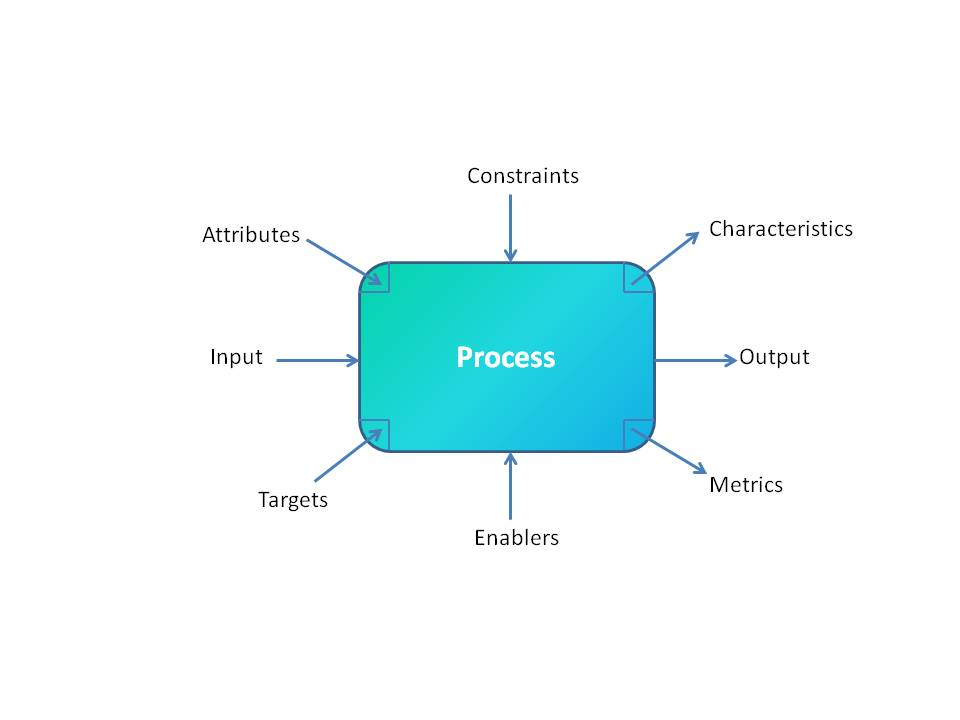 Constraints
Attributes
Characteristics
Input
Process
Output
Targets
Metrics
Enablers